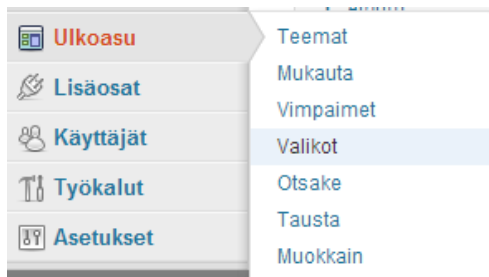 Ulkoasu
Lisäosat
Käyttäjät
Työkalut
Asetukset
Teemat
Mukauta
Vimpaimet
Valikot
Otsake
Tausta
Muokkain